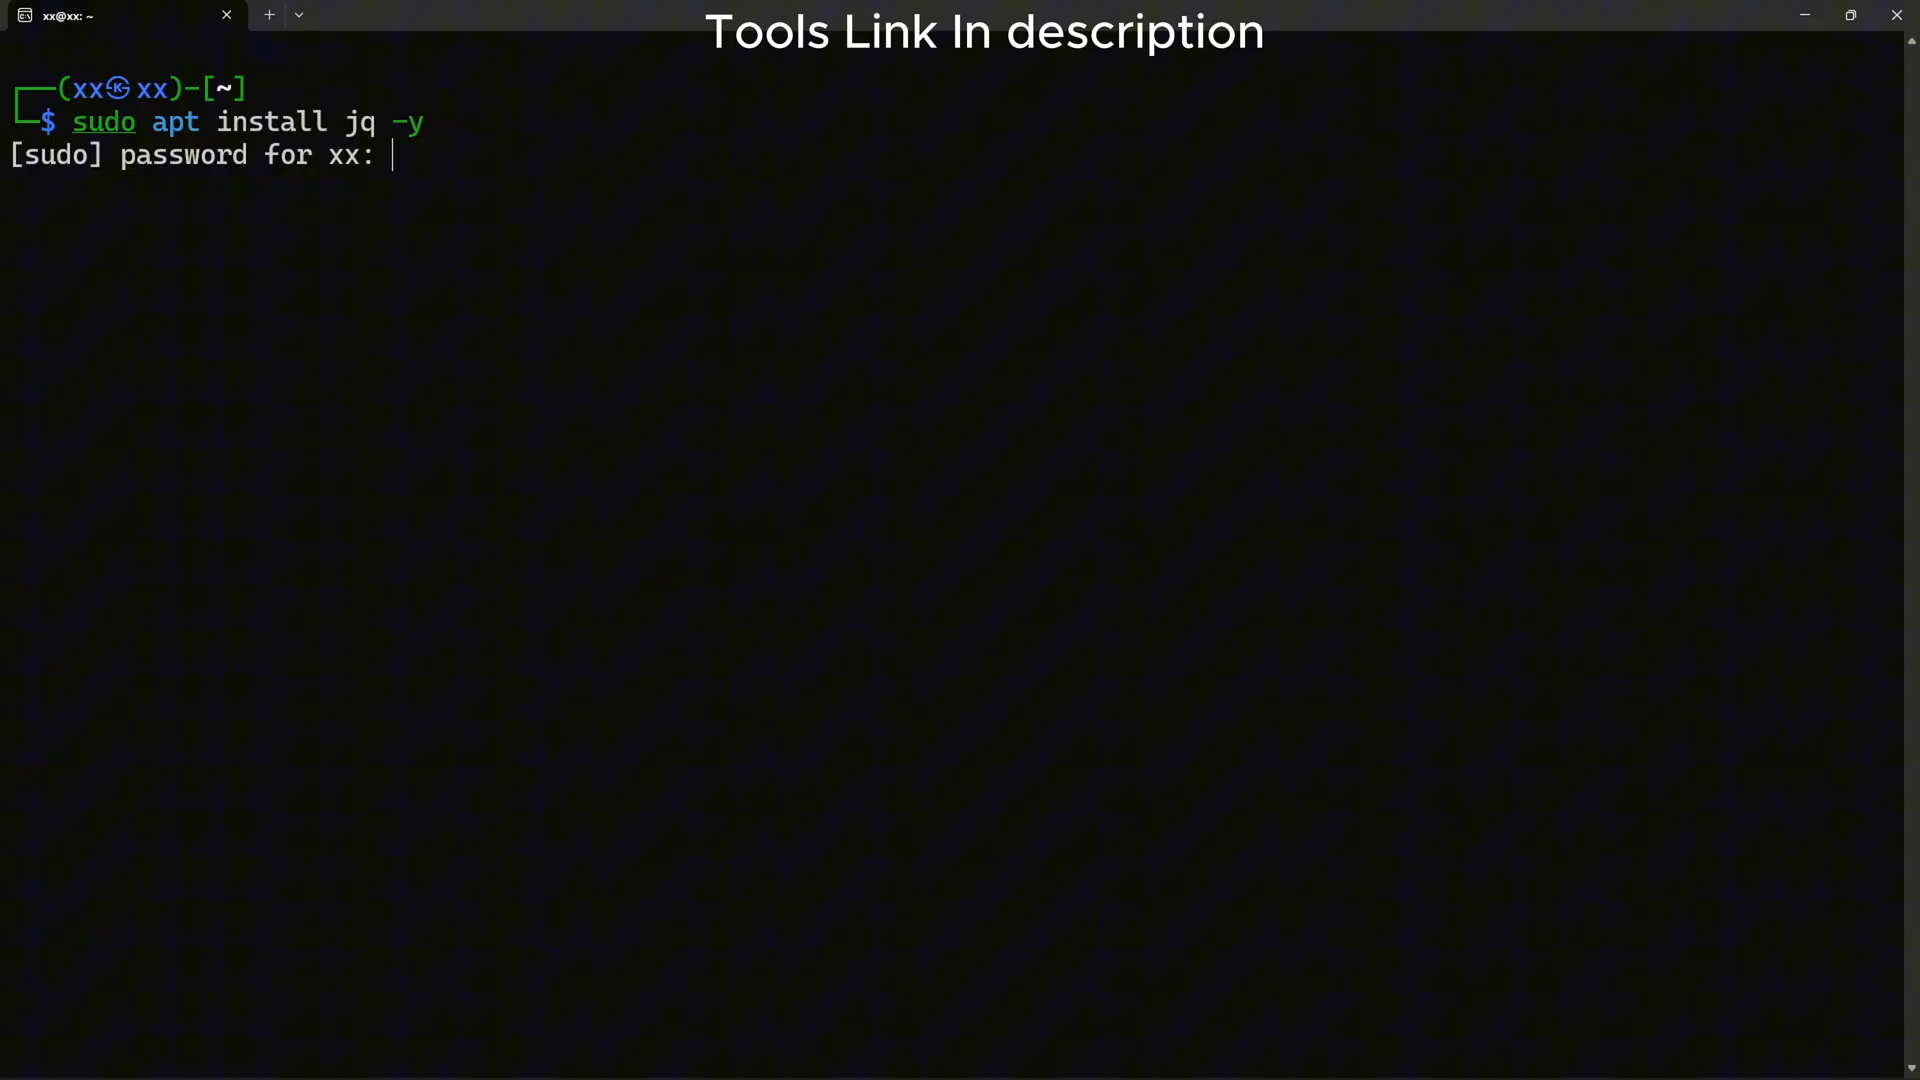 xx@xx: ~
Tools Link In description
┌──(xx㉿xx)-[~]
└─$ sudo apt install jq -y
[sudo] password for xx: